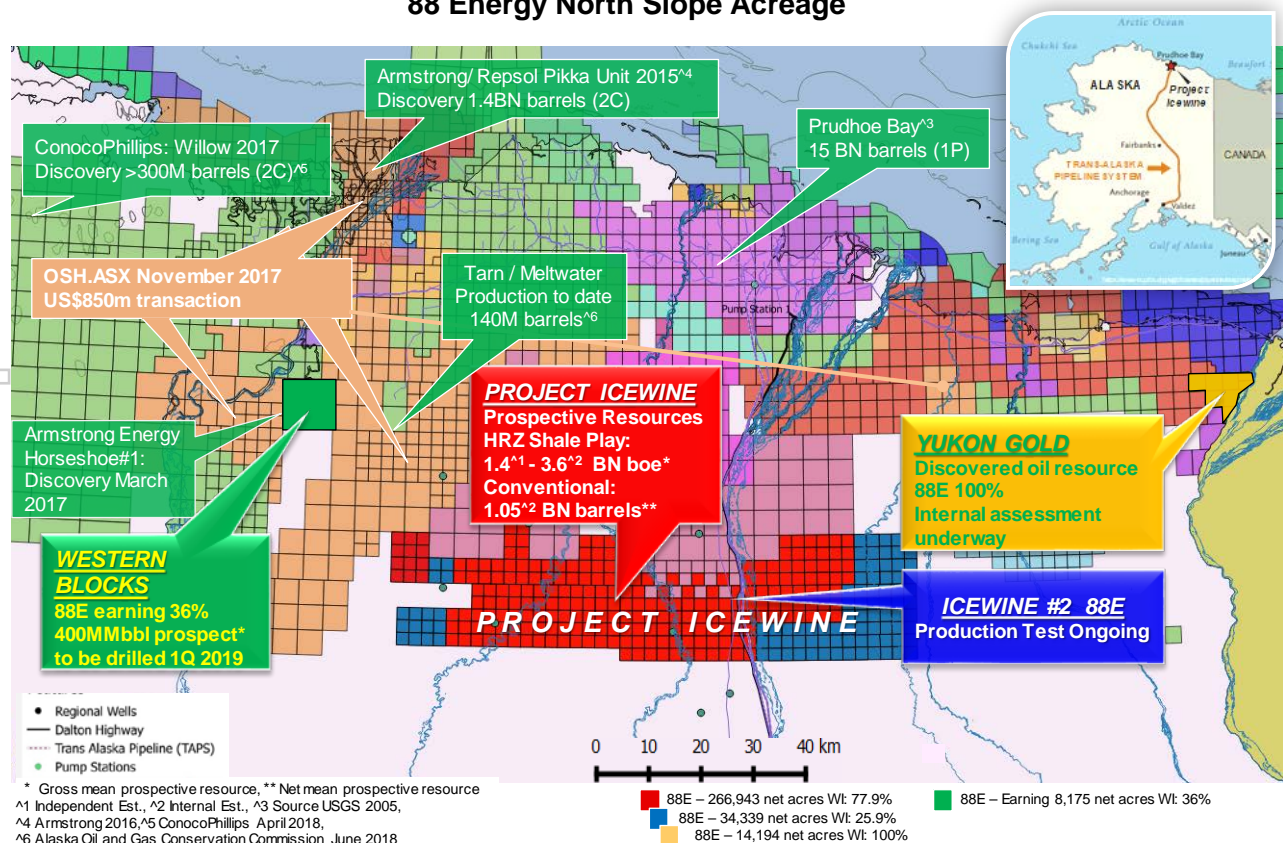 88 Energy North Slope Acreage
Arctic Ocean
Chukchi Sea
Prudhoe Bay
Beaufort
ALASKA
Project
Icewine
Fairbanks
CANADA
TRANS-ALASKA
PIPELINE SYSTEM
Anchorage
Valdez
Bering Sea
Gulf of Alaska
Juneau
Armstrong/ Repsol Pikka Unit 2015^4
Discovery 1.4BN barrels (2C)
ConocoPhillips: Willow 2017
Discovery >300M barrels (2C)^6
Prudhoe Bay^3
15 BN barrels (1P)
OSH.ASX November 2017
US$850m transaction
Tarn / Meltwater
Production to date
140M barrels^6
Pump Station 1
PROJECT ICEWINE
Prospective Resources
HRZ Shale Play:
1.4^1 - 3.6^2 BN boe*
Conventional:
1.05^2 BN barrels**
Armstrong Energy
Horseshoe#1:
Discovery March
2017
YUKON GOLD
Discovered oil resource
88E 100%
Internal assessment
underway
WESTERN
BLOCKS
88E earning 36%
400MMbbl prospect*
to be drilled 1Q 2019
PROJECT ICEWINE
ICEWINE #2 88E
Production Test Ongoing
Regional Wells
Dalton Highway
Trans Alaska Pipeline (TAPS)
Pump Stations
0 10 20 30 40 km
* Gross mean prospective resource, ** Net mean prospective resource
^1 Independent Est., ^2 Internal Est., ^3 Source USGS 2005,
^4 Armstrong 2016,^5 ConocoPhillips April 2018,
^6 Alaska Oil and Gas Conservation Commission June 2018
88E – 266,943 net acres WI: 77.9%
88E – 34,339 net acres WI: 25.9%
88E – 14,194 net acres WI: 100%
88E – Earning 8,175 net acres WI: 36%